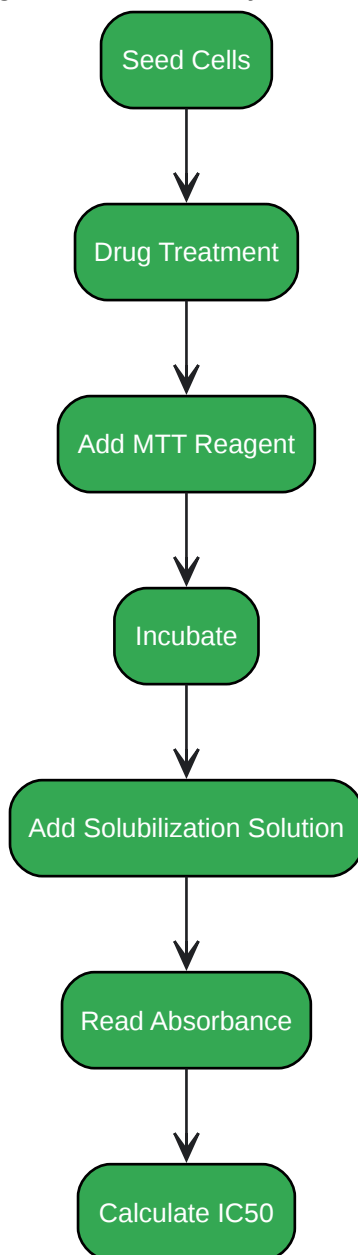 Seed Cells
Drug Treatment
Add MTT Reagent
Incubate
Add Solubilization Solution
Read Absorbance
Calculate IC50